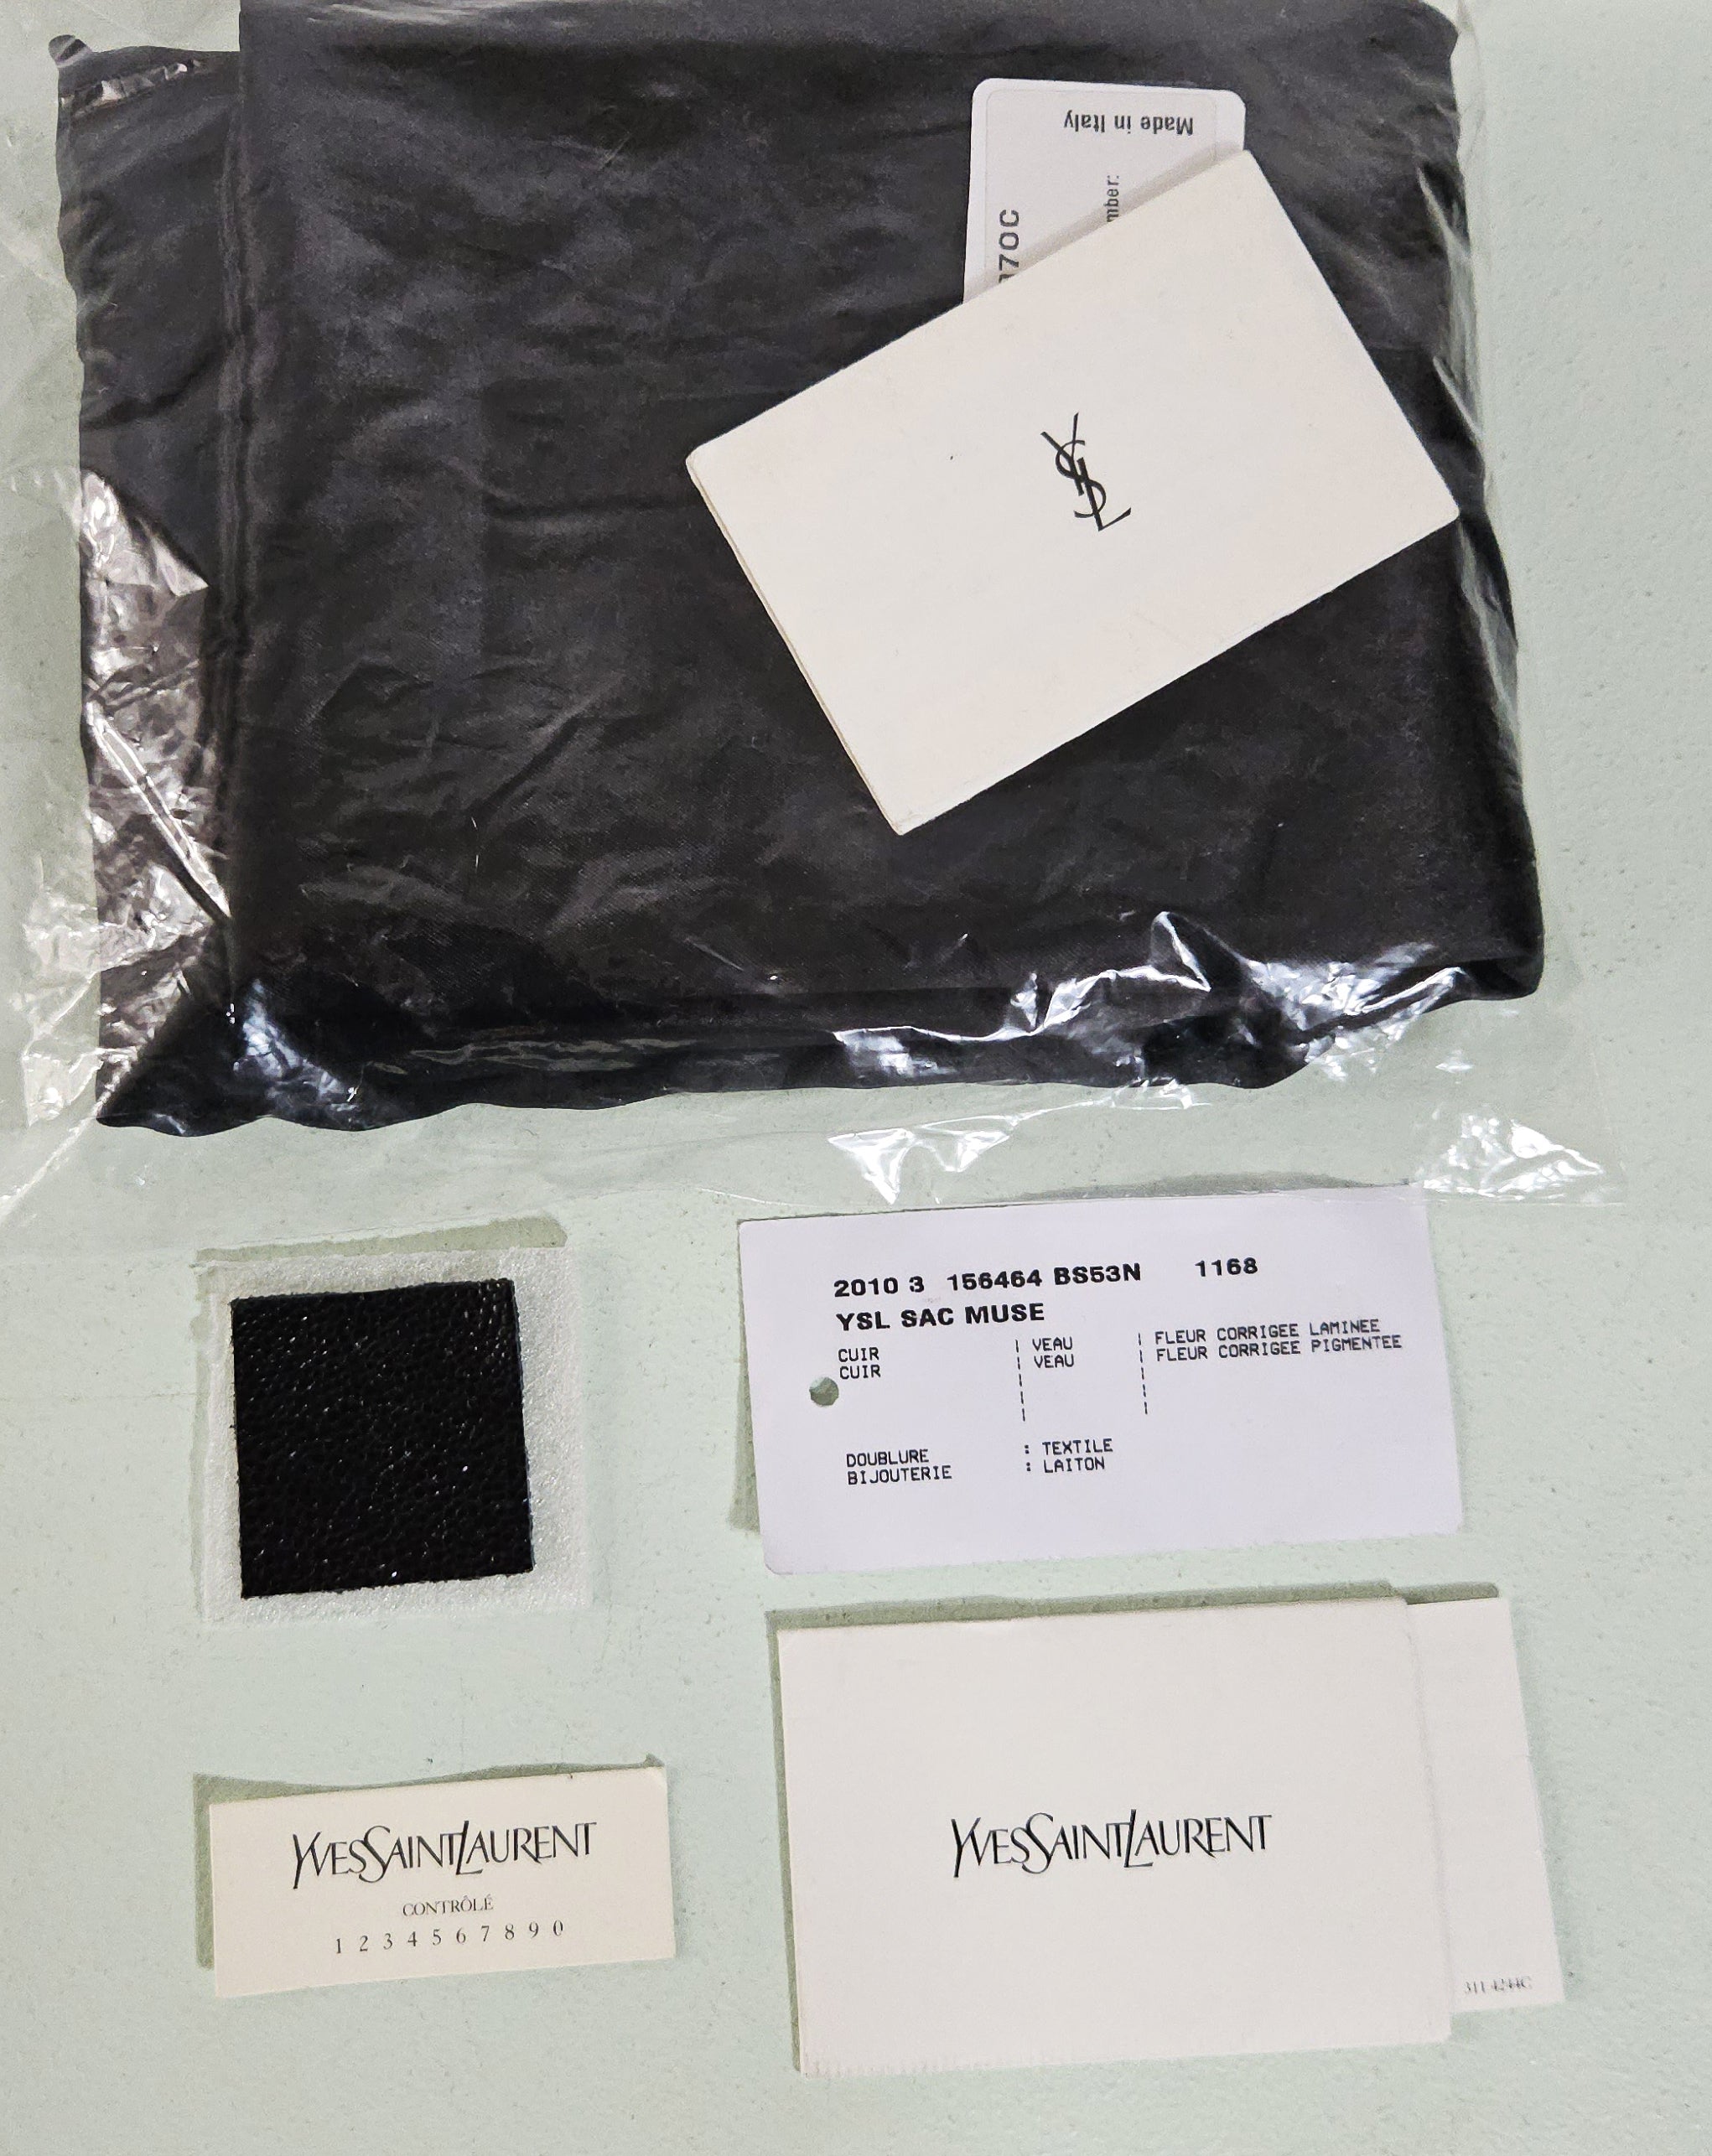 Made in Italy
70C
YSL
2010 3 156464 BS53N 1168
YSL SAC MUSE
CUIR | VEAU | FLEUR CORRIGEE LAMINEE
CUIR | VEAU | FLEUR CORRIGEE PIGMENTEE
DOUBLURE : TEXTILE
BIJOUTERIE : LAITON
YVESSAINTLAURENT
CONTRÔLÉ
1 2 3 4 5 6 7 8 9 0
YVESSAINTLAURENT